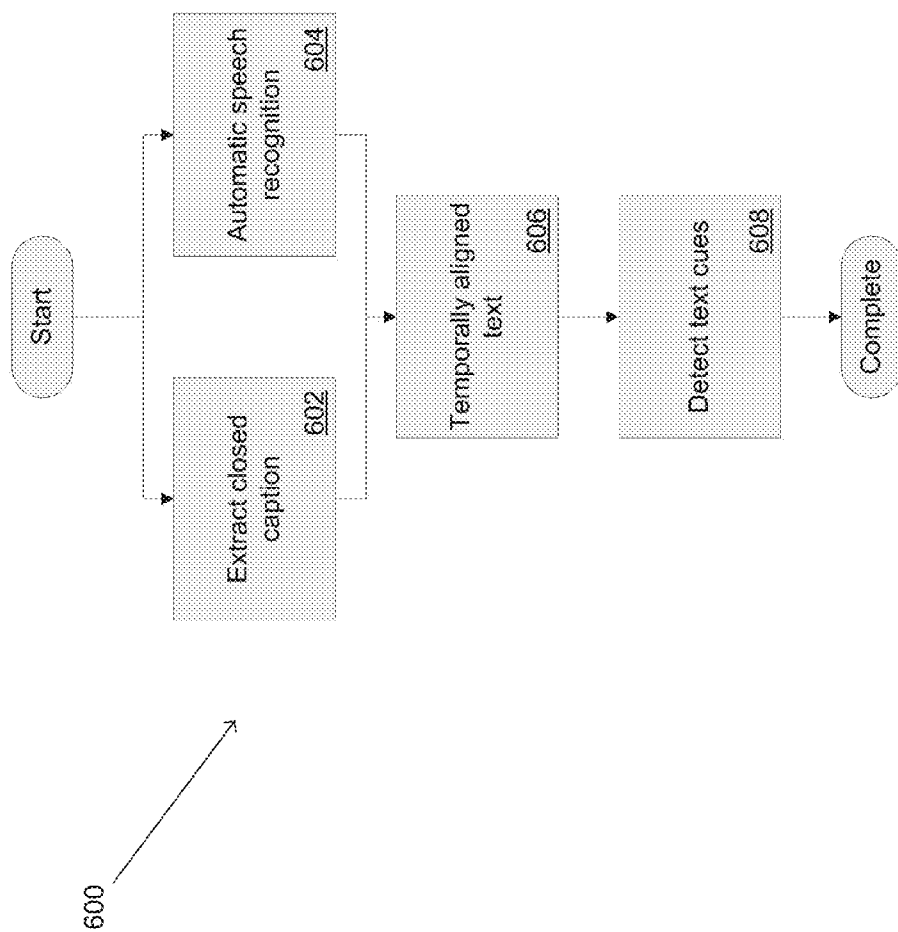 600
Start
Extract closed
caption
602
Automatic speech
recognition
604
Temporally aligned
text
606
Detect text cues
608
Complete